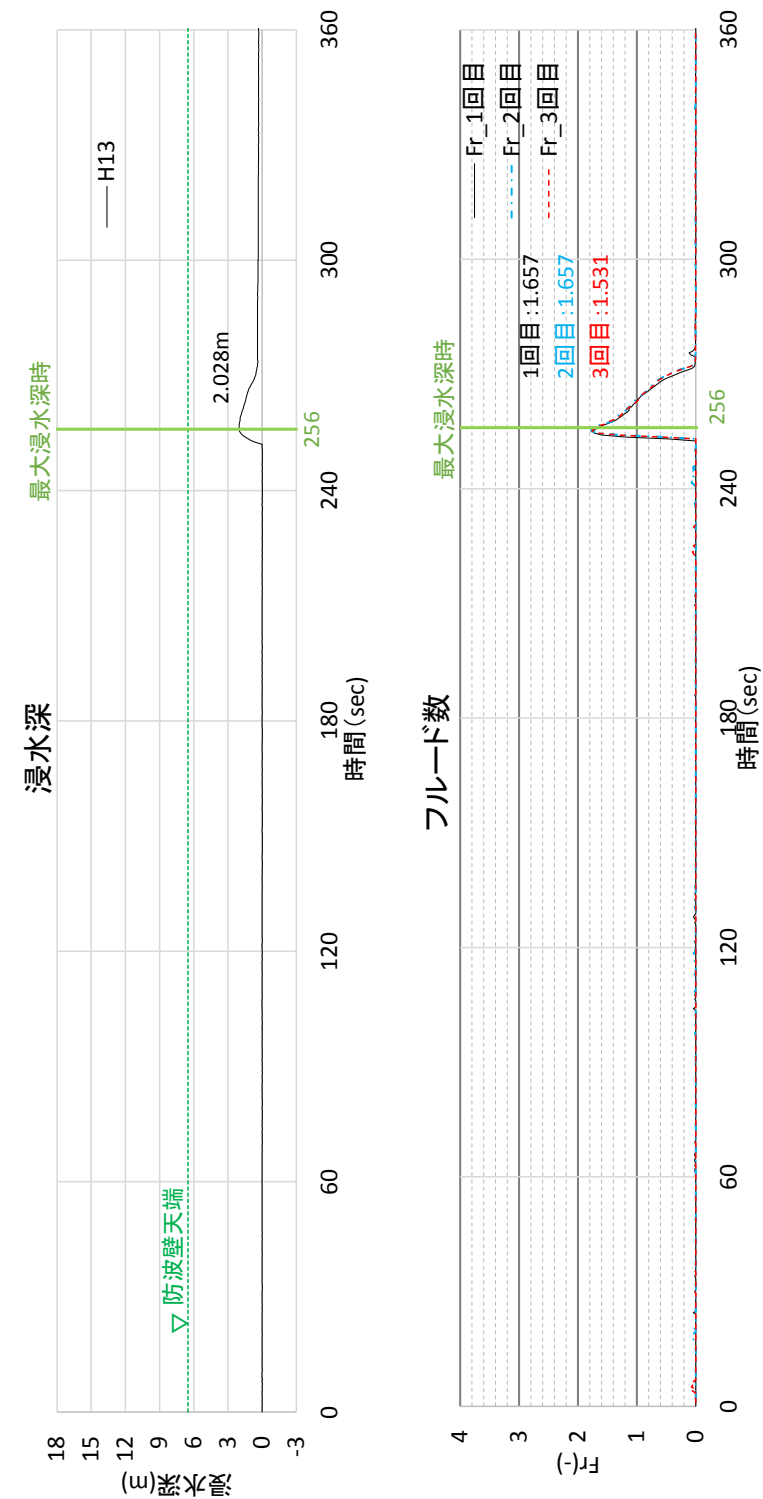 浸水深
最大浸水深時
浸水深(m)
18
15
12
9
6
3
0
-3
▽ 防波壁天端
H13
2.028m
256
0
60
120
180
240
300
360
時間(sec)
フルード数
最大浸水深時
Fr(-)
4
3
2
1
0
Fr_1回目
Fr_2回目
Fr_3回目
1回目:1.657
2回目:1.657
3回目:1.531
256
0
60
120
180
240
300
360
時間(sec)